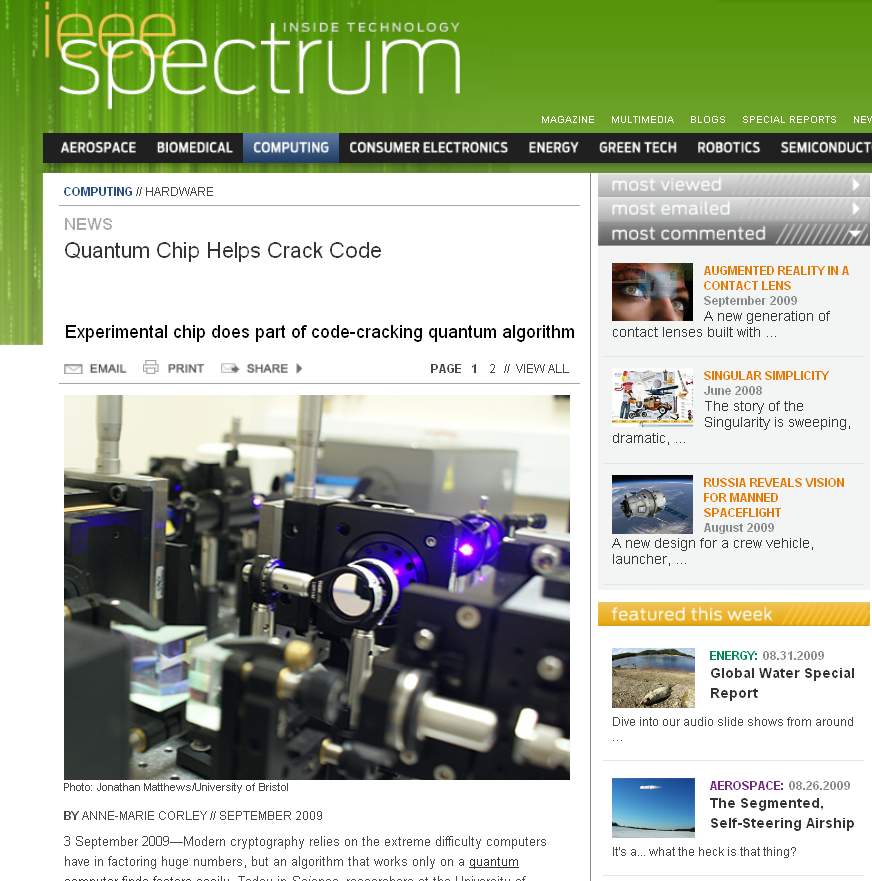 ieee
INSIDE TECHNOLOGY
spectrum
MAGAZINE MULTIMEDIA BLOGS SPECIAL REPORTS
AEROSPACE BIOMEDICAL COMPUTING CONSUMER ELECTRONICS ENERGY GREEN TECH ROBOTICS SEMICONDUCT
COMPUTING // HARDWARE
NEWS
Quantum Chip Helps Crack Code
Experimental chip does part of code-cracking quantum algorithm
EMAIL PRINT SHARE PAGE 1 2 // VIEW ALL
Photo: Jonathan Matthews/University of Bristol
BY ANNE-MARIE CORLEY // SEPTEMBER 2009
3 September 2009—Modern cryptography relies on the extreme difficulty computers
have in factoring huge numbers, but an algorithm that works only on a quantum
computer finds factors easily. Today in Science, researchers at the University of
most viewed
most emailed
most commented
AUGMENTED REALITY IN A
CONTACT LENS
September 2009
A new generation of
contact lenses built with ...
SINGULAR SIMPLICITY
June 2008
The story of the
Singularity is sweeping,
dramatic, ...
RUSSIA REVEALS VISION
FOR MANNED
SPACEFLIGHT
August 2009
A new design for a crew vehicle,
launcher, ...
featured this week
ENERGY: 08.31.2009
Global Water Special
Report
Dive into our audio slide shows from around
...
AEROSPACE: 08.26.2009
The Segmented,
Self-Steering Airship
It's a... what the heck is that thing?